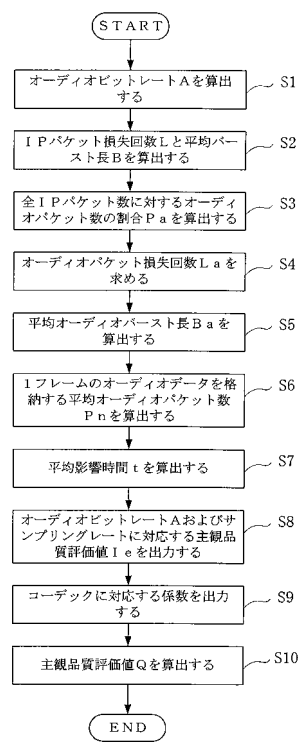 START
オーディオビットレートAを算出
する
S1
IPパケット損失回数Lと平均バー
スト長Bを算出する
S2
全IPパケット数に対するオーディ
オパケット数の割合Paを算出する
S3
オーディオパケット損失回数Laを
求める
S4
平均オーディオバースト長Baを
算出する
S5
1フレームのオーディオデータを格
納する平均オーディオパケット数
Pnを算出する
S6
平均影響時間tを算出する
S7
オーディオビットレートAおよびサ
ンプリングレートに対応する主観品
質評価値Ieを出力する
S8
コーデックに対応する係数を出力
する
S9
主観品質評価値Qを算出する
S10
END